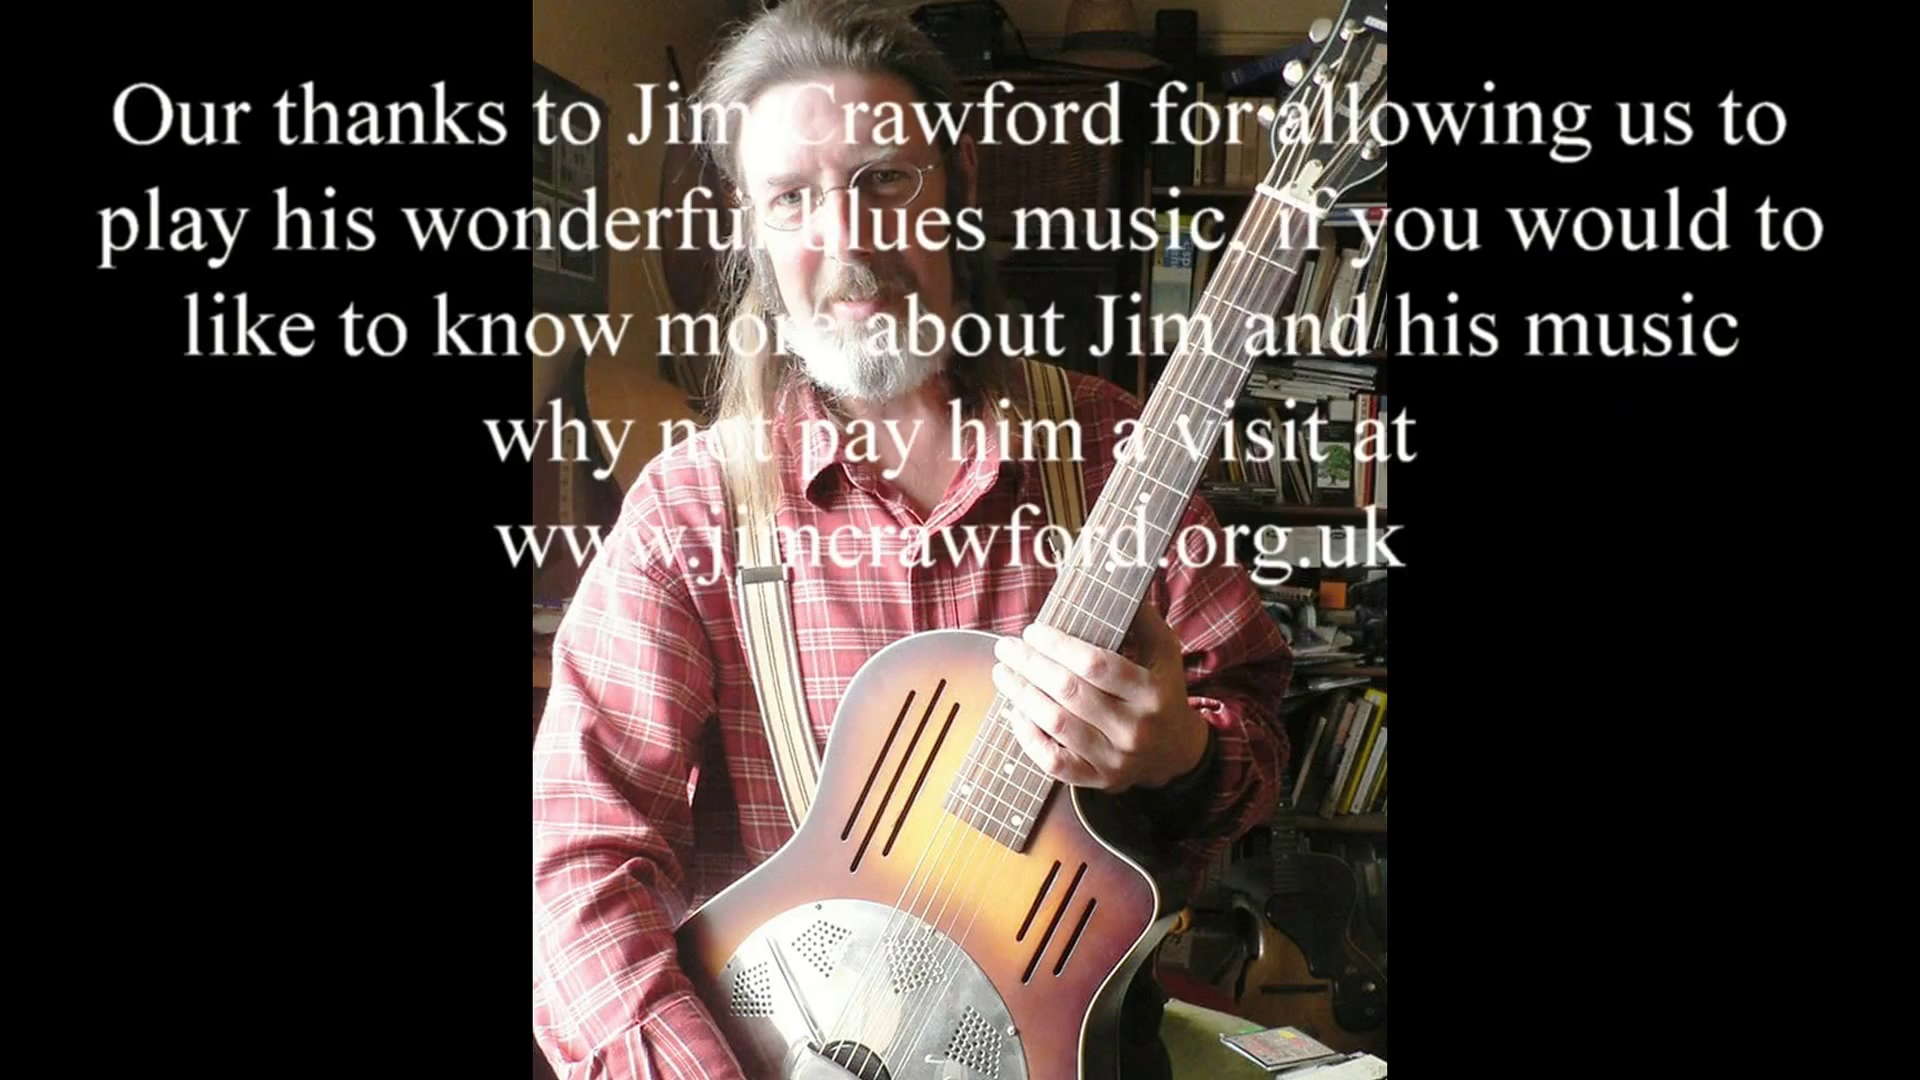 Our thanks to Jim Crawford for allowing us to
play his wonderful blues music, if you would to
like to know more about Jim and his music
why not pay him a visit at
www.jimcrawford.org.uk